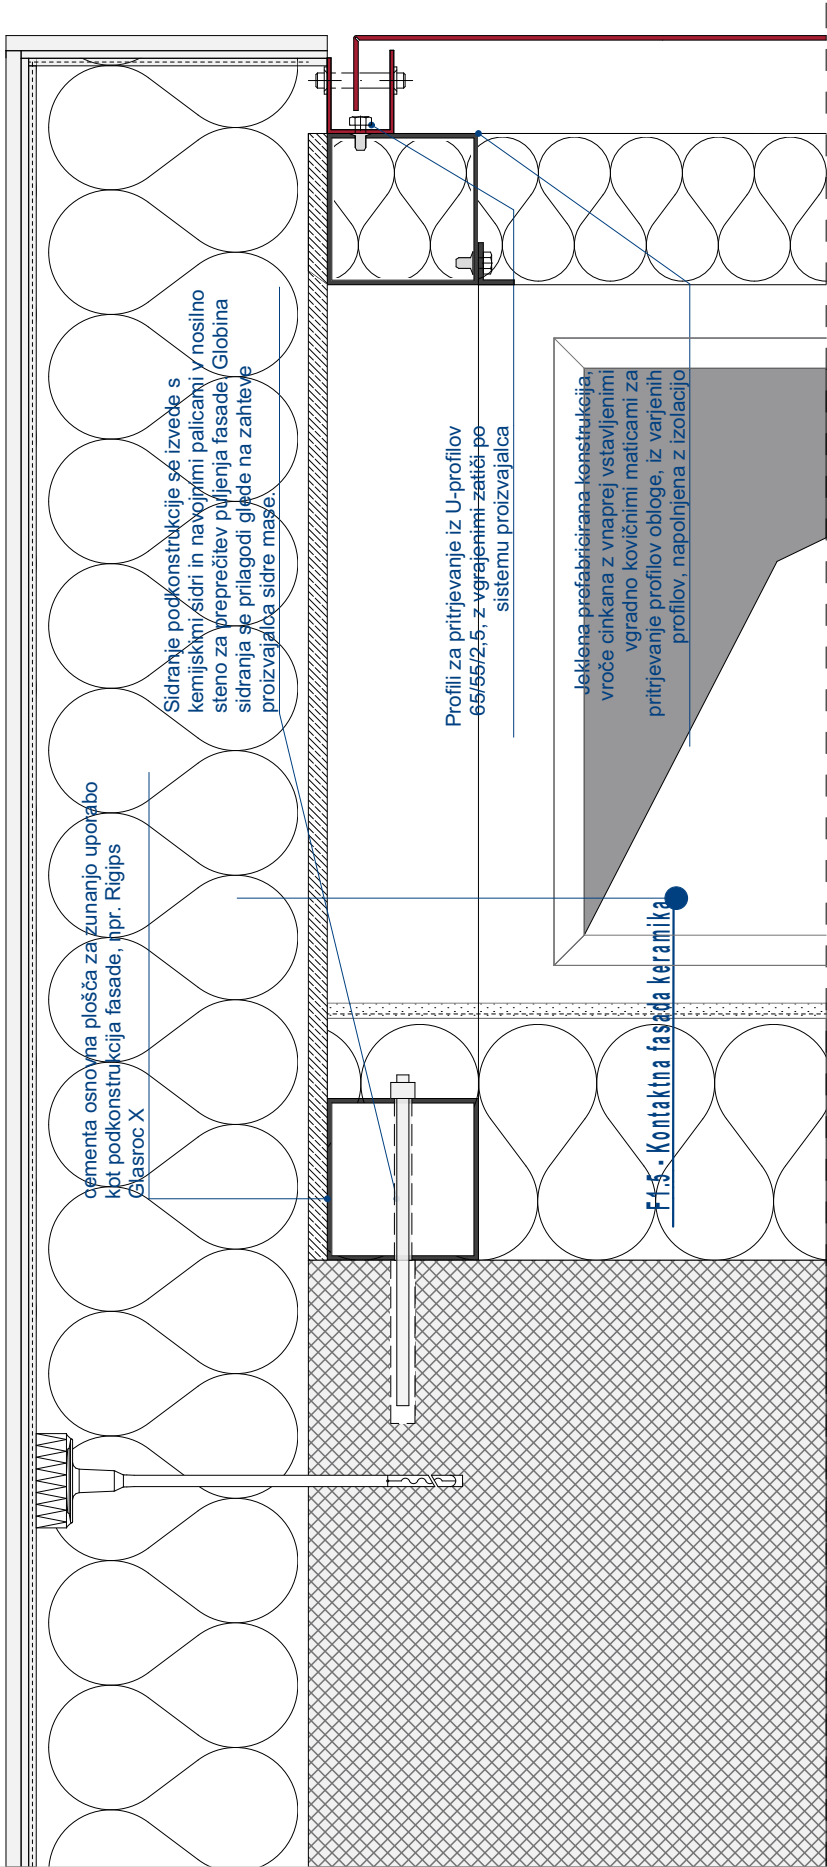 Sidranje podkonstrukcije se izvede s
kemijskimi sidri in navojnimi palicami v nosilno
steno za preprečitev puljenja fasade. Globina
sidranja se prilagodi glede na zahteve
proizvajalca sidrne mase.
cementa osnovna plošča za zunanjo uporabo
kot podkonstrukcija fasade, npr. Rigips
Glasroc X
Profili za pritrjevanje iz U-profilov
65/55/2,5, z vgrajenimi zatiči po
sistemu proizvajalca
Jeklena prefabricirana konstrukcija,
vroče cinkana z vnaprej vstavljenimi
vgradno kovičnimi maticami za
pritrjevanje profilov obloge, iz varjenih
profilov, napolnjena z izolacijo
F1.5 - Kontaktna fasada keramika